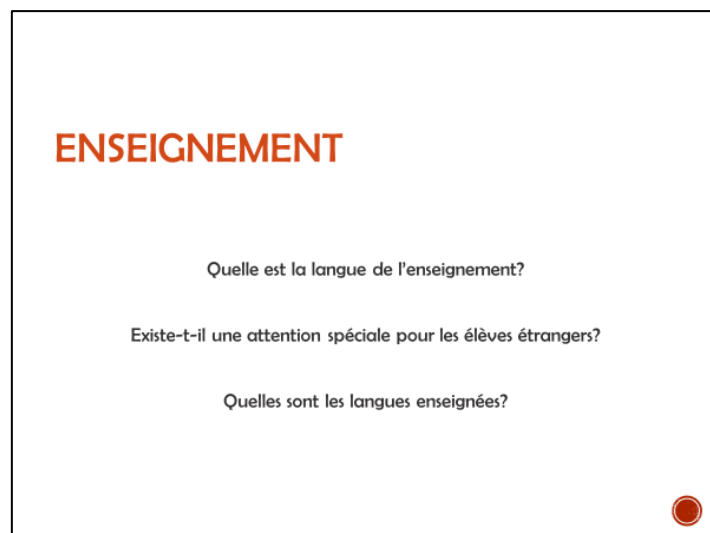 ENSEIGNEMENT
Quelle est la langue de l'enseignement?
Existe-t-il une attention spéciale pour les élèves étrangers?
Quelles sont les langues enseignées?